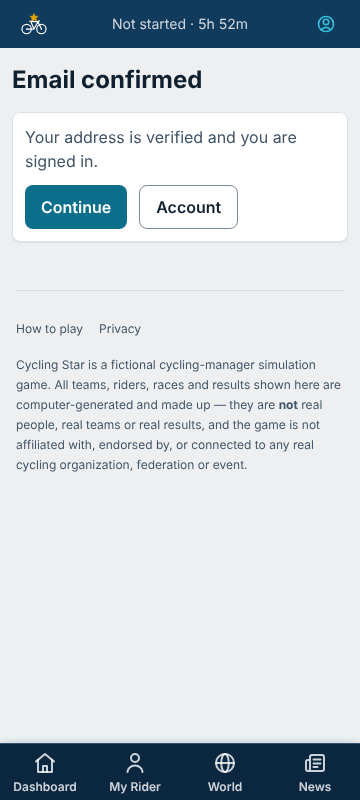 Not started · 5h 52m
Email confirmed
Your address is verified and you are
signed in.
Continue
Account
How to play
Privacy
Cycling Star is a fictional cycling-manager simulation
game. All teams, riders, races and results shown here are
computer-generated and made up — they are not real
people, real teams or real results, and the game is not
affiliated with, endorsed by, or connected to any real
cycling organization, federation or event.
Dashboard
My Rider
World
News